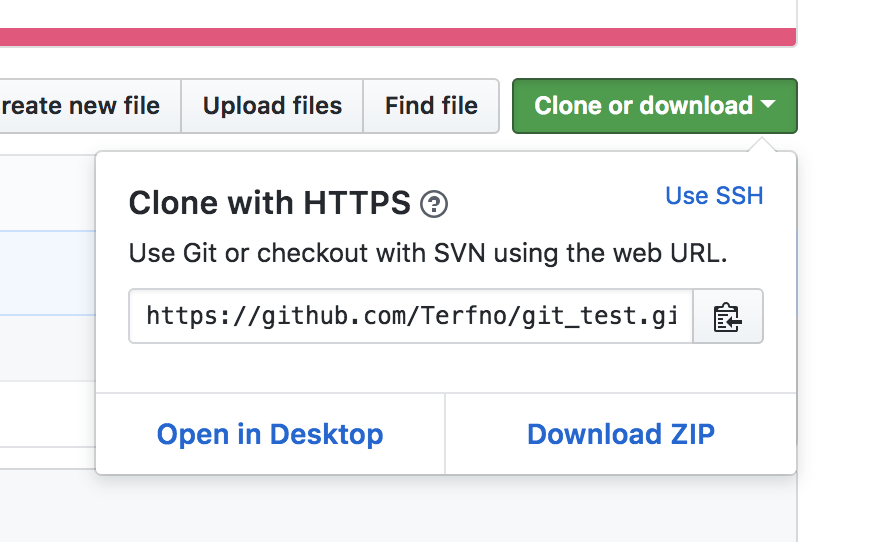 reate new file
Upload files
Find file
Clone or download
Clone with HTTPS
Use SSH
Use Git or checkout with SVN using the web URL.
https://github.com/Terfno/git_test.gi
Open in Desktop
Download ZIP